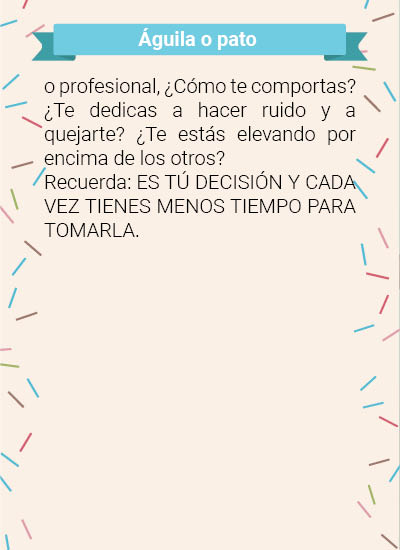 Águila o pato
o profesional, ¿Cómo te comportas?
¿Te dedicas a hacer ruido y a
quejarte? ¿Te estás elevando por
encima de los otros?
Recuerda: ES TÚ DECISIÓN Y CADA
VEZ TIENES MENOS TIEMPO PARA
TOMARLA.